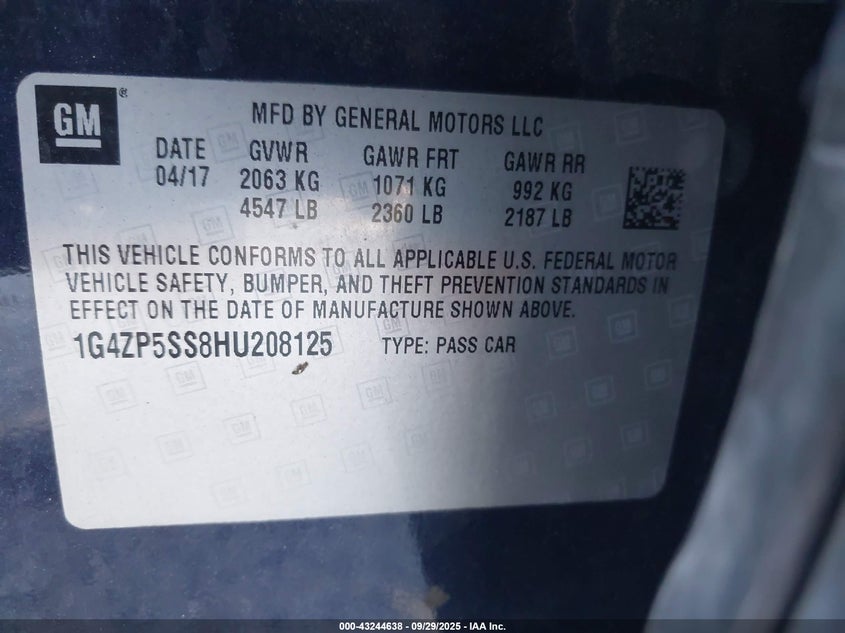 GM ®
MFD BY GENERAL MOTORS LLC
DATE GVWR GAWR FRT GAWR RR
04/17 2063 KG 1071 KG 992 KG
4547 LB 2360 LB 2187 LB
THIS VEHICLE CONFORMS TO ALL APPLICABLE U.S. FEDERAL MOTOR
VEHICLE SAFETY, BUMPER, AND THEFT PREVENTION STANDARDS IN
EFFECT ON THE DATE OF MANUFACTURE SHOWN ABOVE.
1G4ZP5SS8HU208125 TYPE: PASS CAR
000-43244638 - 09/29/2025 - IAA Inc.